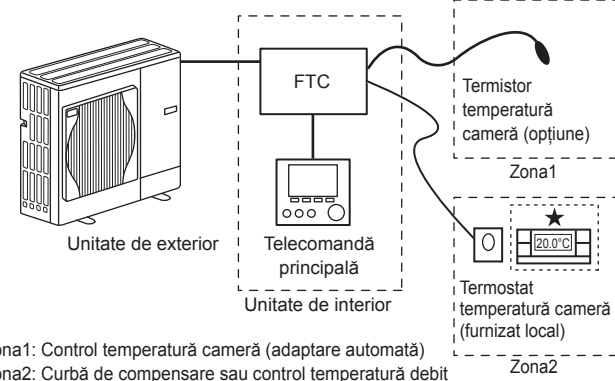 FTC
Termistor
temperatură
cameră (opțiune)
Zona1
Unitate de exterior
Telecomandă
principală
20.0°C
Termostat
temperatură cameră
(furnizat local)
Unitate de interior
Zona2
ona1: Control temperatură cameră (adaptare automată)
ona2: Curbă de compensare sau control temperatură debit